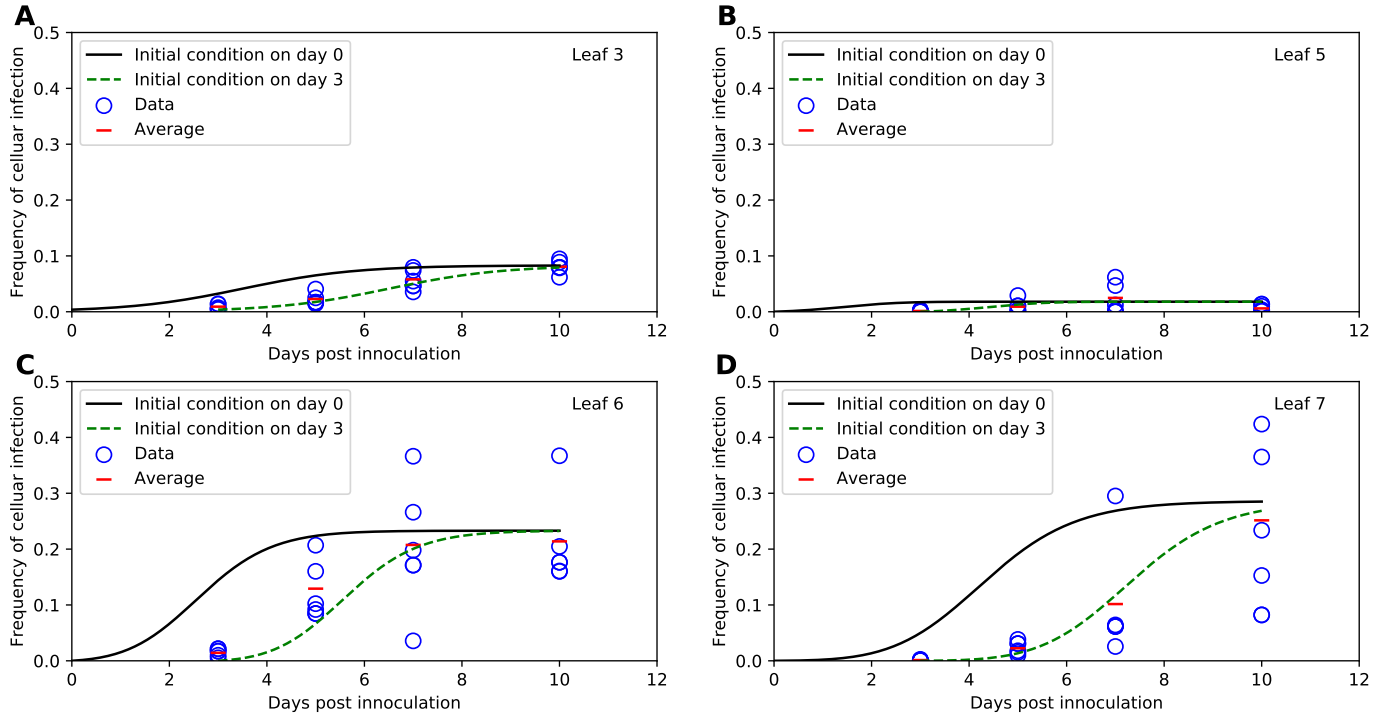 A
Frequency of celluar infection
0.5
0.4
0.3
0.2
0.1
0.0
Initial condition on day 0
Initial condition on day 3
Data
Average
Leaf 3
0 2 4 6 8 10 12
Days post innoculation
B
Frequency of celluar infection
0.5
0.4
0.3
0.2
0.1
0.0
Initial condition on day 0
Initial condition on day 3
Data
Average
Leaf 5
0 2 4 6 8 10 12
Days post innoculation
C
Frequency of celluar infection
0.5
0.4
0.3
0.2
0.1
0.0
Initial condition on day 0
Initial condition on day 3
Data
Average
Leaf 6
0 2 4 6 8 10 12
Days post innoculation
D
Frequency of celluar infection
0.5
0.4
0.3
0.2
0.1
0.0
Initial condition on day 0
Initial condition on day 3
Data
Average
Leaf 7
0 2 4 6 8 10 12
Days post innoculation